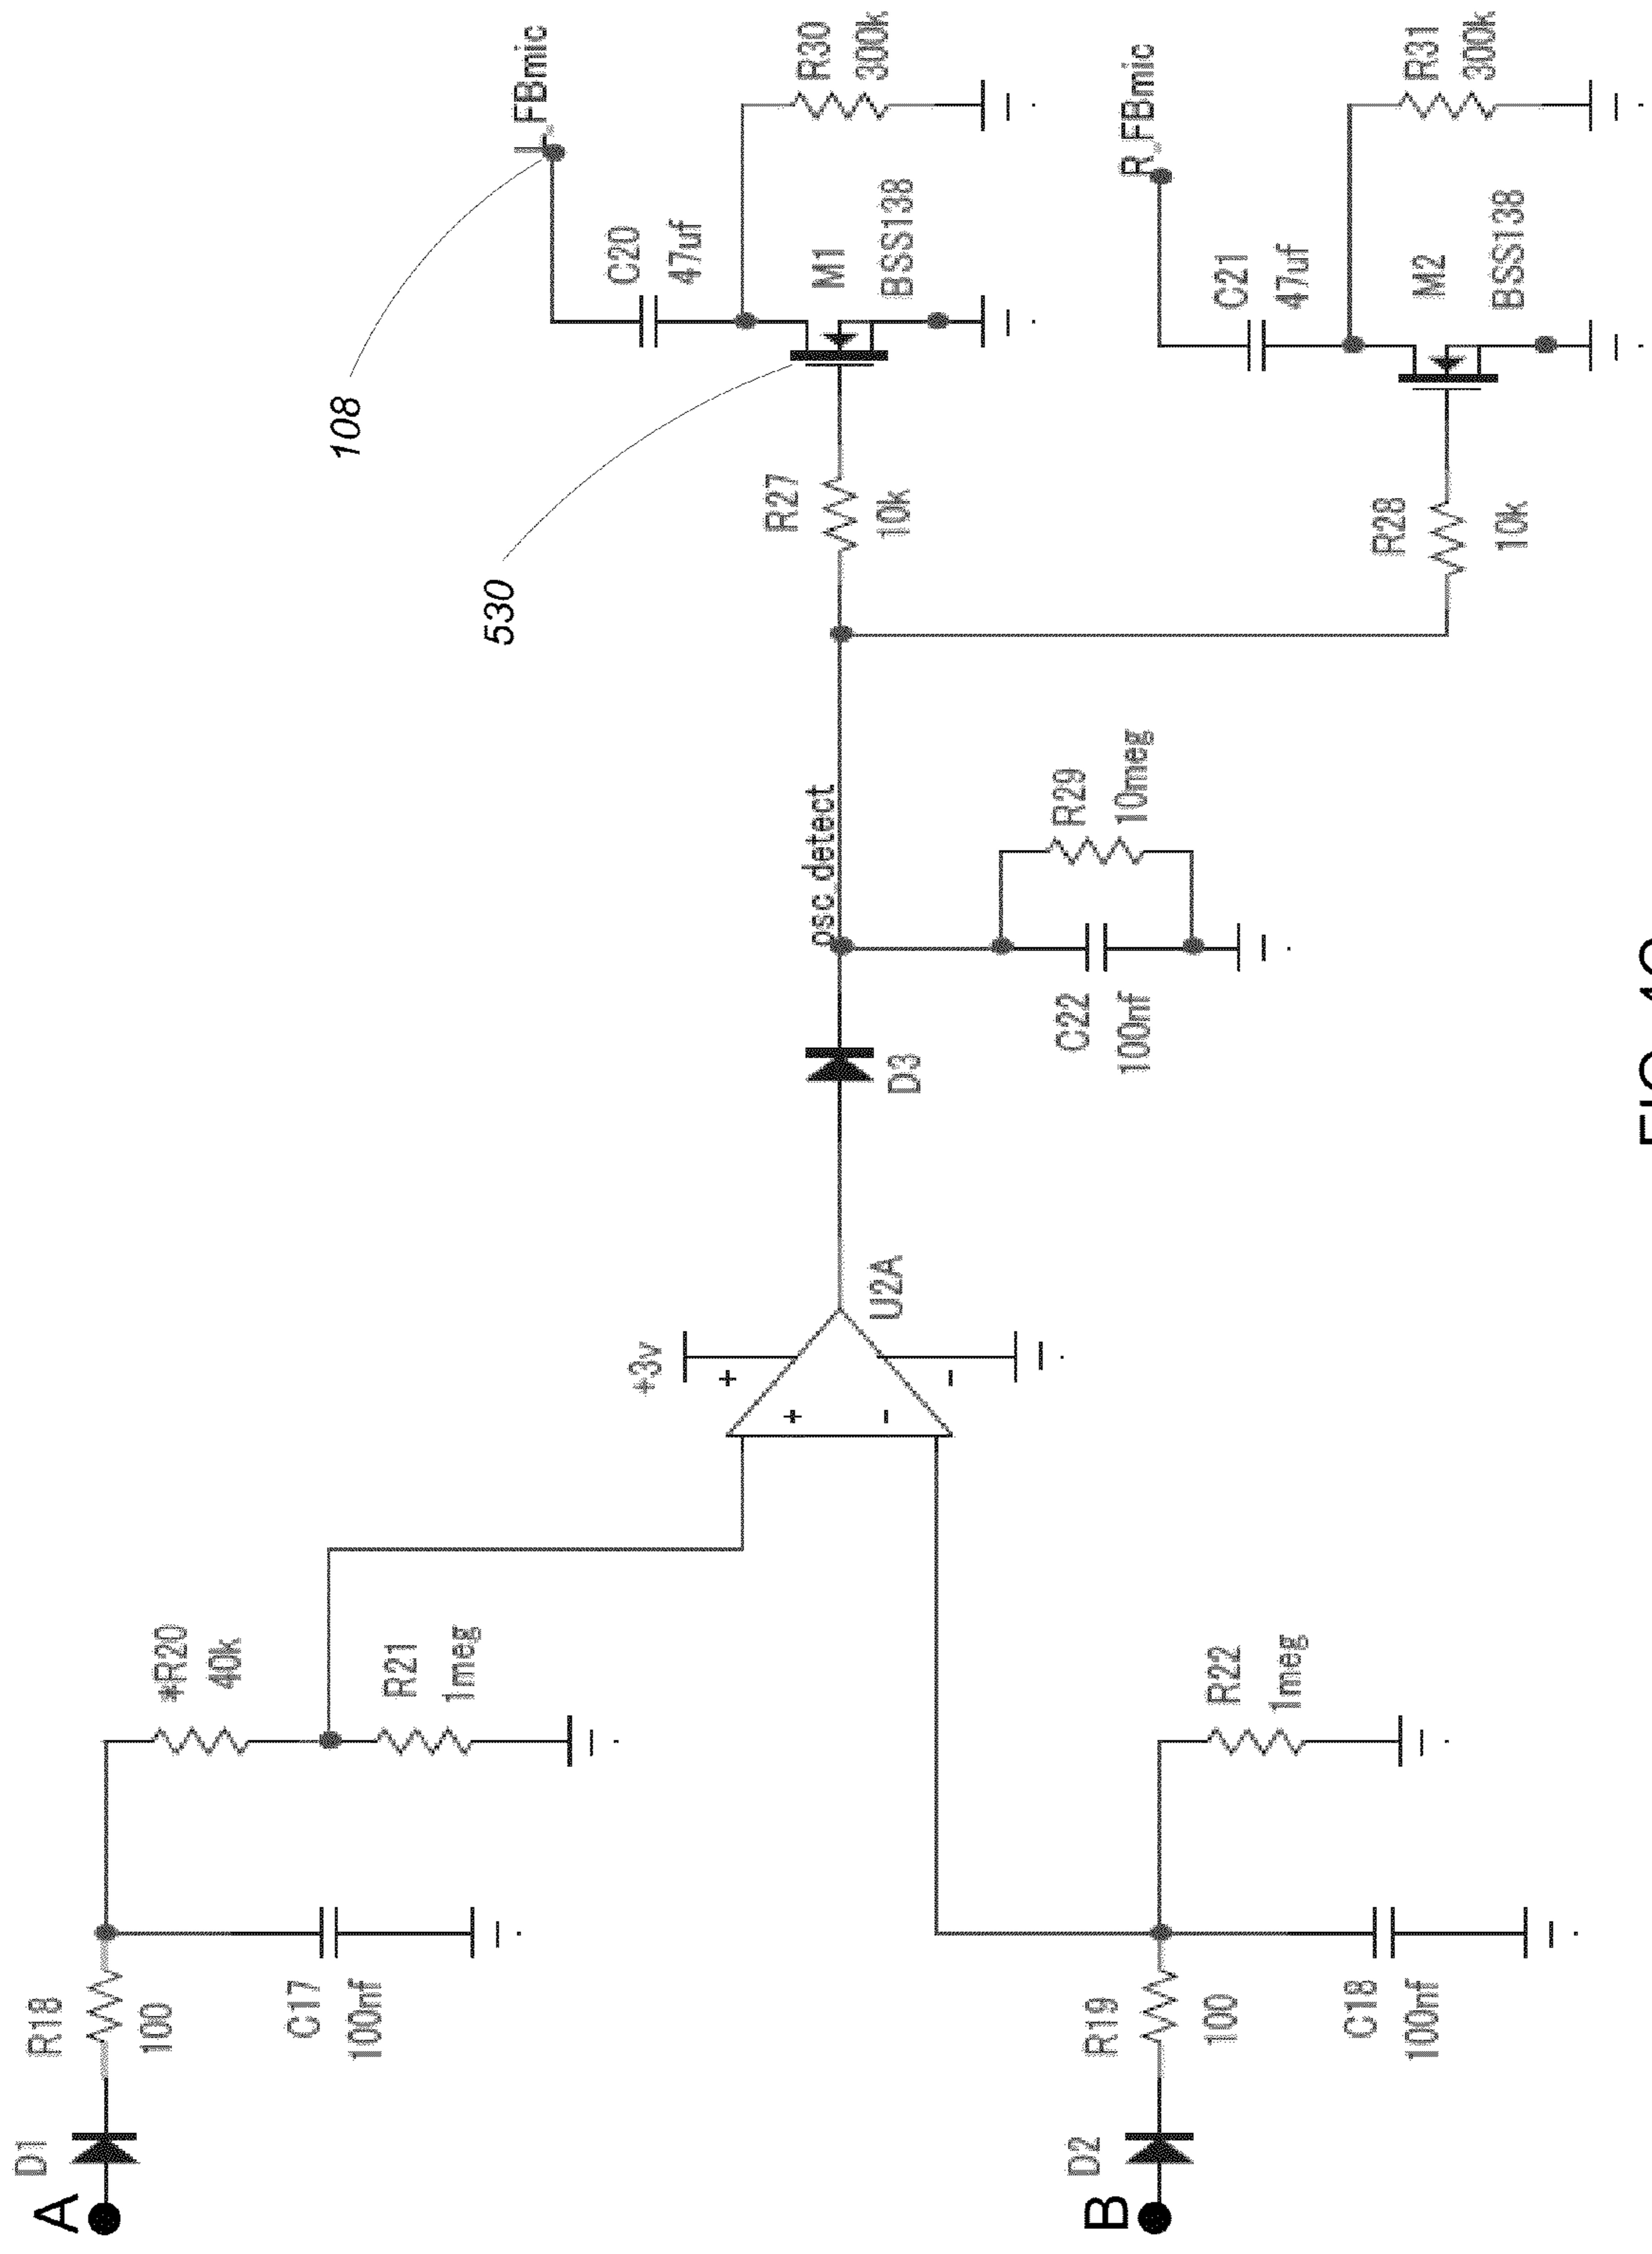 A
D1
R18
100
C17
100nf
*R20
40k
R21
1meg
B
D2
R19
100
C18
100nf
R22
1meg
+3v
+
+
-
-
U2A
D3
osc_detect
C22
100nf
R29
10meg
530
108
R27
10k
L_FBmic
C20
47uf
M1
BSS138
R30
300k
R28
10k
R_FBmic
C21
47uf
M2
BSS138
R31
300k